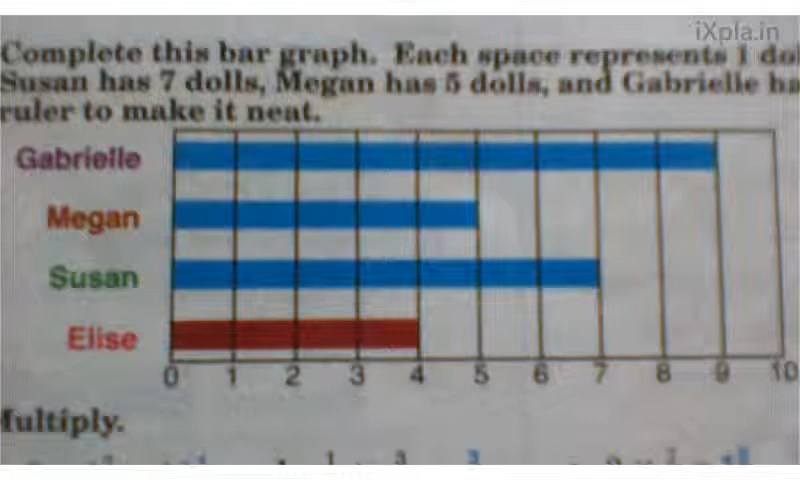 iXpla.in
Complete this bar graph. Each space represents 1
Susan has 7 dolls, Megan has 5 dolls, and Gabrielle
ruler to make it neat.
Gabrielle
Megan
Susan
Elise
0 1 2 3 4 5 6 7 8 9 10